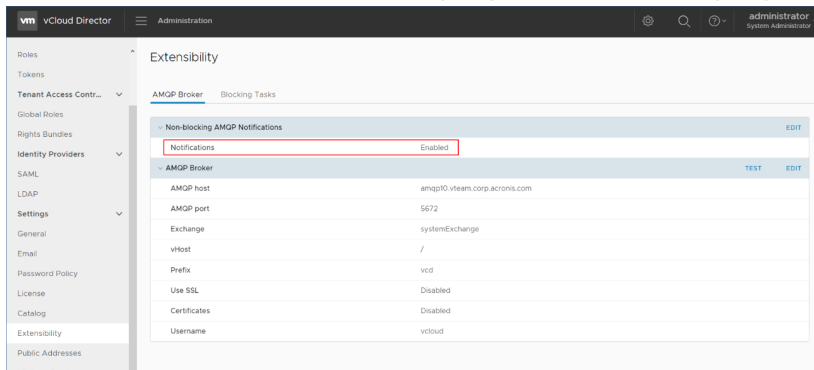 vm vCloud Director Administration administrator
System Administrator
Roles
Tokens
Tenant Access Contr...
Global Roles
Rights Bundles
Identity Providers
SAML
LDAP
Settings
General
Email
Password Policy
License
Catalog
Extensibility
Public Addresses
Extensibility
AMQP Broker Blocking Tasks
Non-blocking AMQP Notifications EDIT
Notifications Enabled
AMQP Broker TEST EDIT
AMQP host amqp10.vteam.corp.acronis.com
AMQP port 5672
Exchange systemExchange
vHost /
Prefix vcd
Use SSL Disabled
Certificates Disabled
Username vcloud